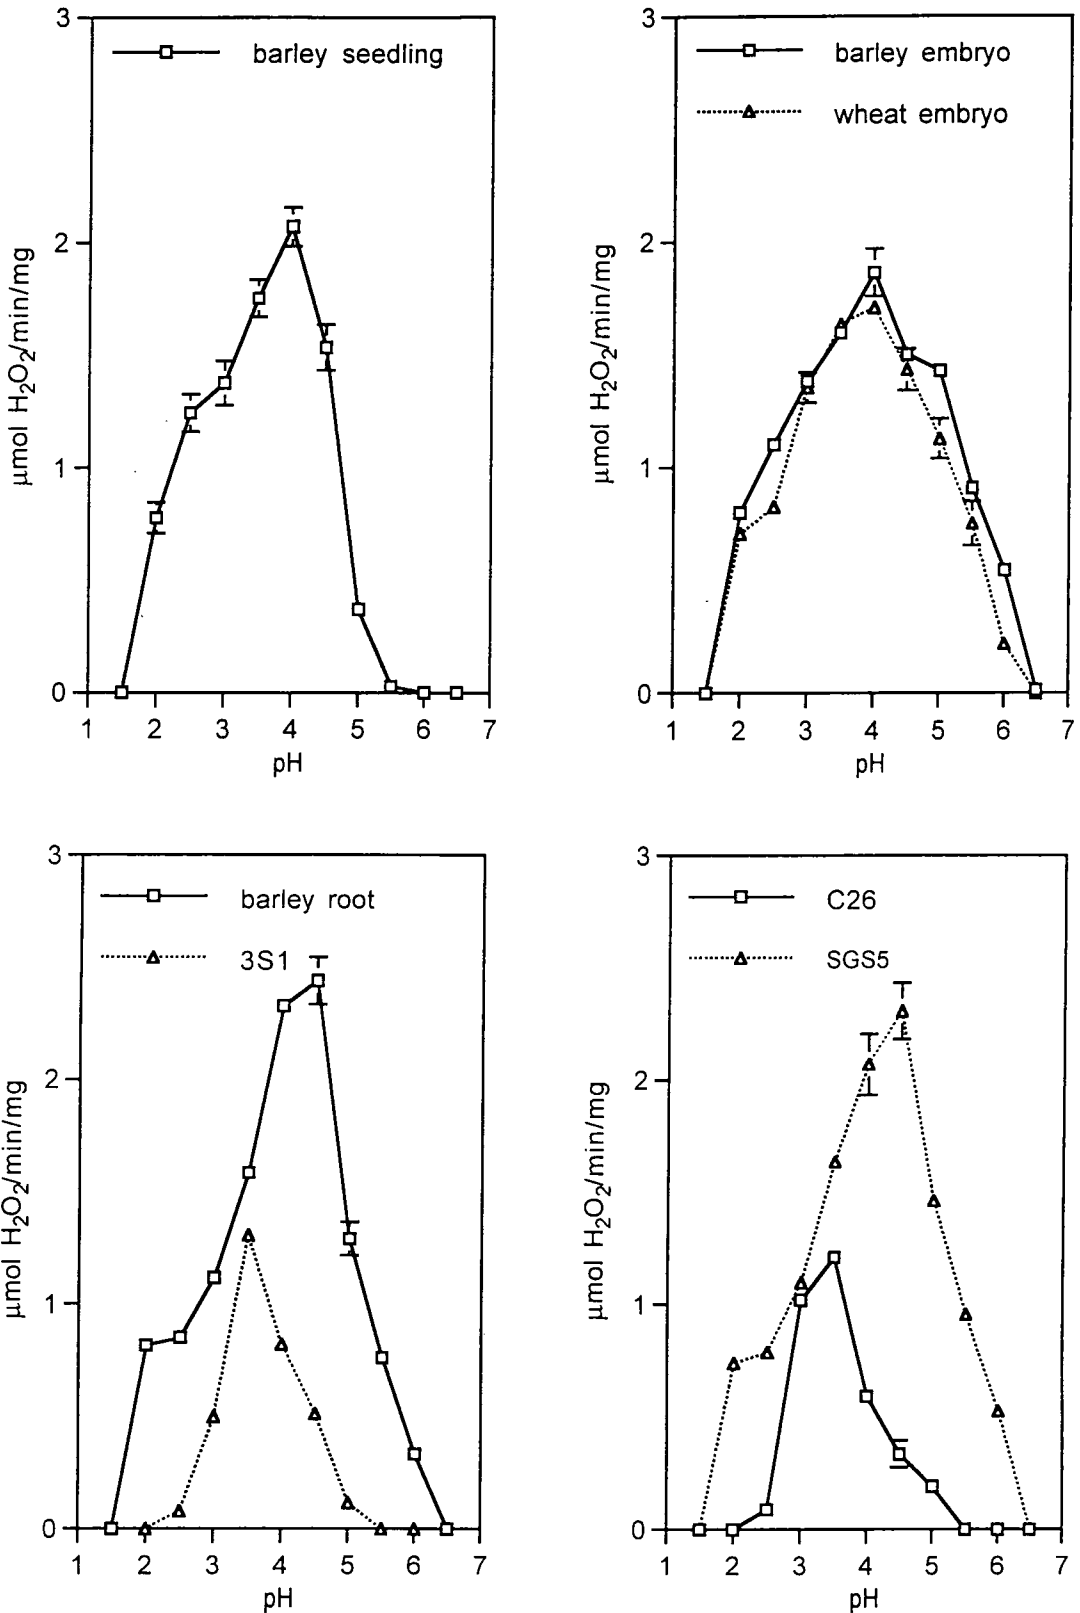 3
barley seedling
2
1
0
μmol H₂O₂/min/mg
1 2 3 4 5 6 7
pH
3
barley embryo
wheat embryo
2
1
0
μmol H₂O₂/min/mg
1 2 3 4 5 6 7
pH
3
barley root
3S1
2
1
0
μmol H₂O₂/min/mg
1 2 3 4 5 6 7
pH
3
C26
SGS5
2
1
0
μmol H₂O₂/min/mg
1 2 3 4 5 6 7
pH